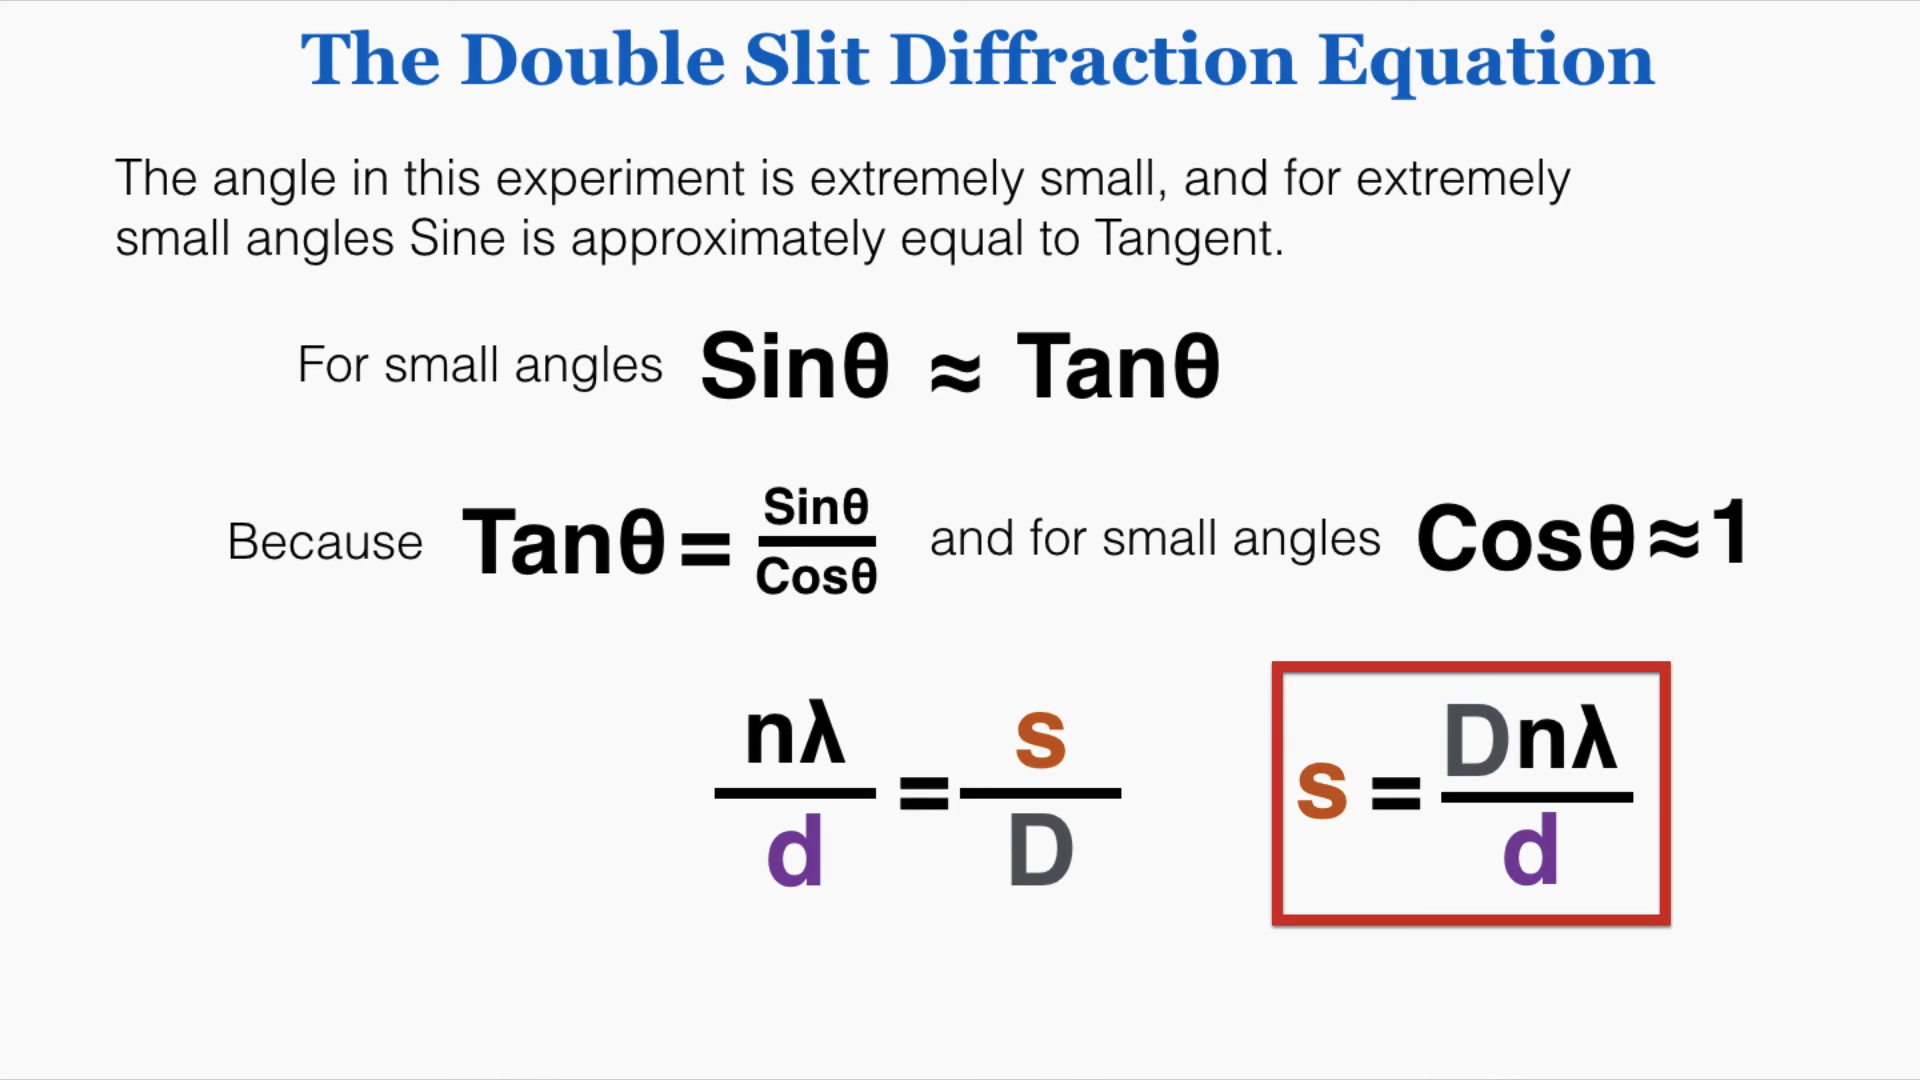 The Double Slit Diffraction Equation
The angle in this experiment is extremely small, and for extremely
small angles Sine is approximately equal to Tangent.
For small angles Sinθ ≈ Tanθ
Because Tanθ = Sinθ/Cosθ and for small angles Cosθ≈1
nλ/d = s/D
s = Dnλ/d